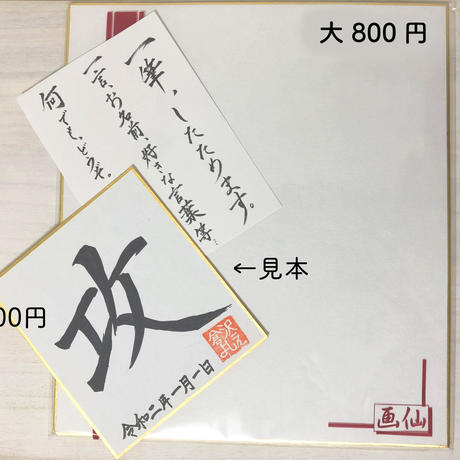 大 800 円
一筆、したためます。
一言、お名前、好きな言葉等…
何でも、どうぞ。
←見本
00円
攻
令和二年一月一日
画仙